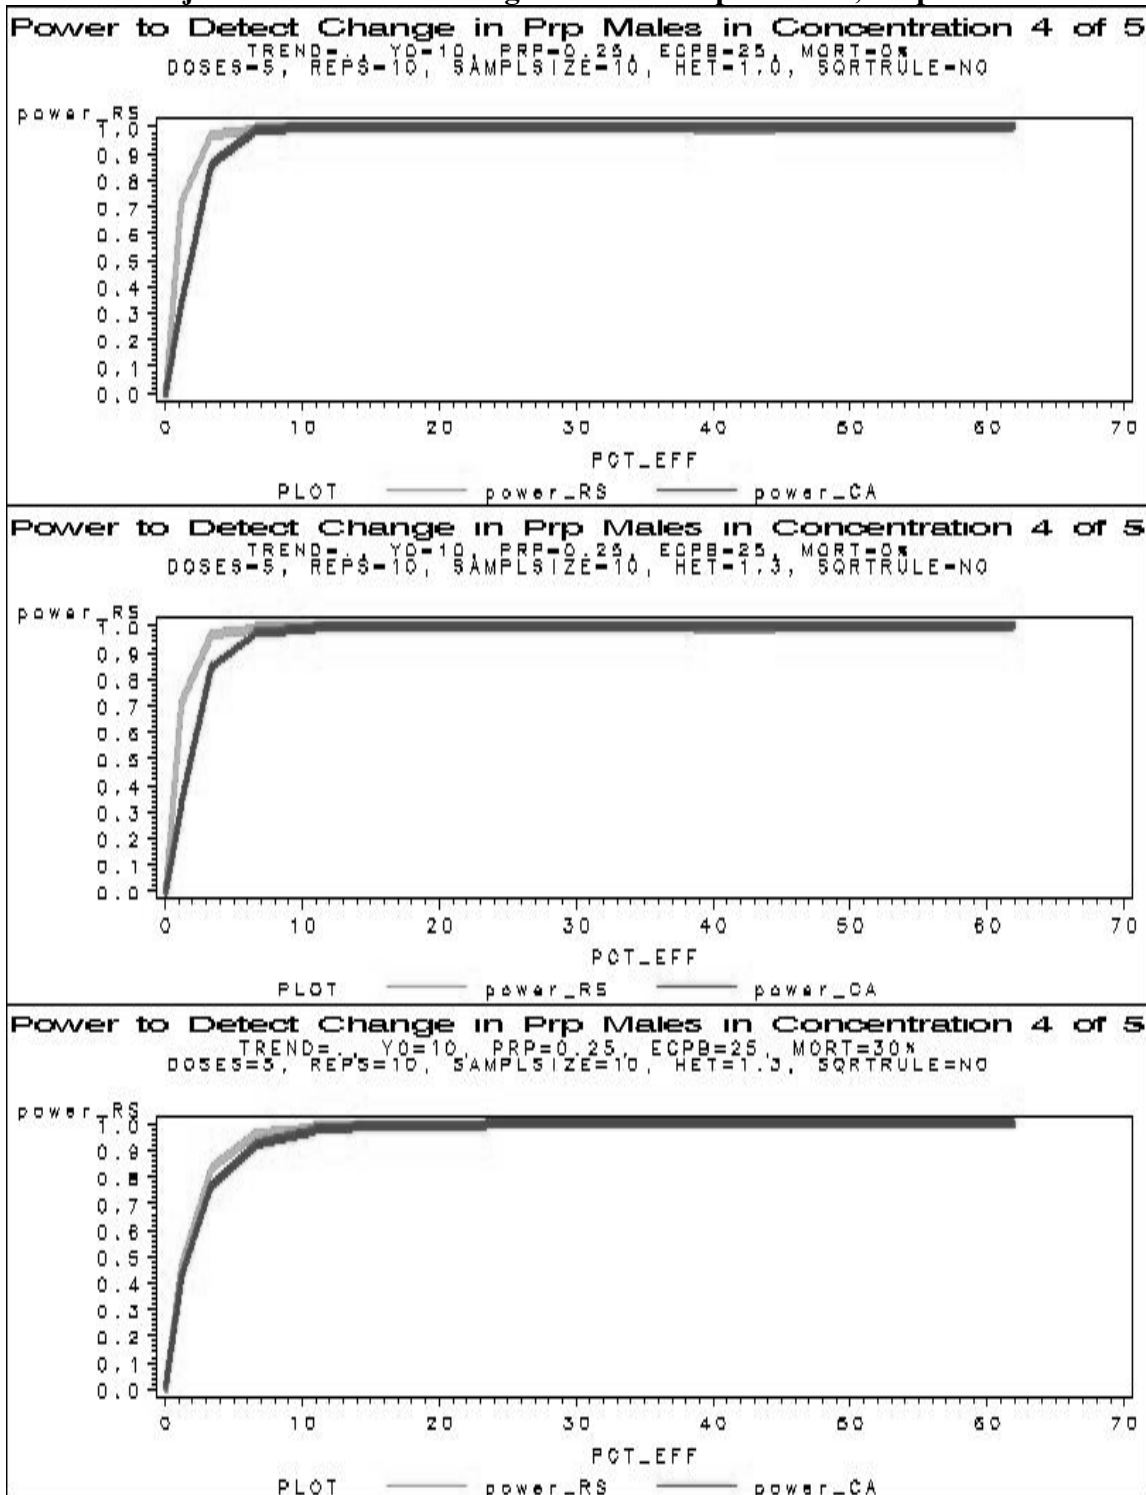 Power to Detect Change in Prp Males in Concentration 4 of 5
TREND=., Y0=10, PRP=0.25, ECPB=25, MORT=0%
DOSES=5, REPS=10, SAMPLSIZE=10, HET=1.0, SQRTRULE=NO
power_RS
1.0
0.9
0.8
0.7
0.6
0.5
0.4
0.3
0.2
0.1
0.0
0 10 20 30 40 50 60 70
PCT_EFF
PLOT power_RS power_CA
Power to Detect Change in Prp Males in Concentration 4 of 5
TREND=., Y0=10, PRP=0.25, ECPB=25, MORT=0%
DOSES=5, REPS=10, SAMPLSIZE=10, HET=1.3, SQRTRULE=NO
power_RS
1.0
0.9
0.8
0.7
0.6
0.5
0.4
0.3
0.2
0.1
0.0
0 10 20 30 40 50 60 70
PCT_EFF
PLOT power_RS power_CA
Power to Detect Change in Prp Males in Concentration 4 of 5
TREND=., Y0=10, PRP=0.25, ECPB=25, MORT=30%
DOSES=5, REPS=10, SAMPLSIZE=10, HET=1.3, SQRTRULE=NO
power_RS
1.0
0.9
0.8
0.7
0.6
0.5
0.4
0.3
0.2
0.1
0.0
0 10 20 30 40 50 60 70
PCT_EFF
PLOT power_RS power_CA